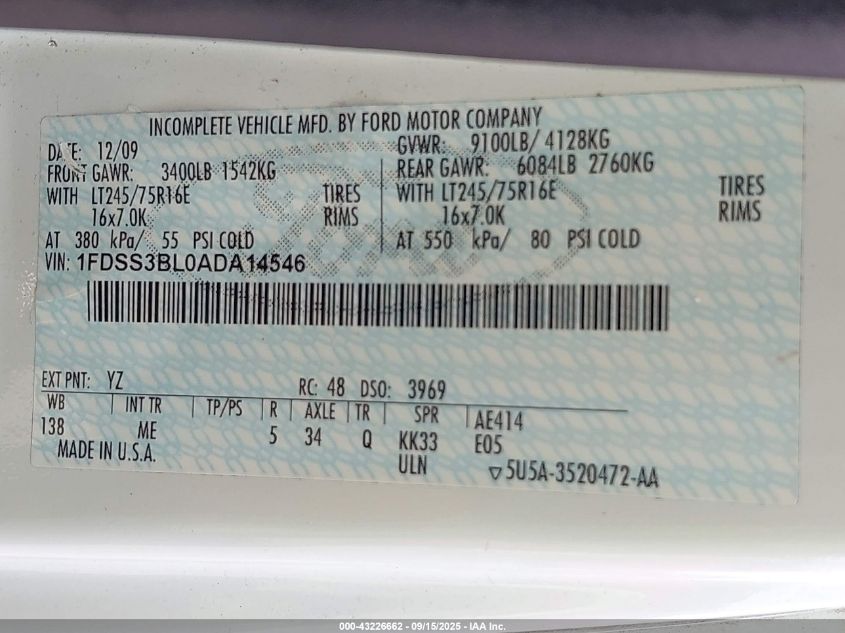 INCOMPLETE VEHICLE MFD. BY FORD MOTOR COMPANY
DATE: 12/09 GVWR: 9100LB/ 4128KG
FRONT GAWR: 3400LB 1542KG REAR GAWR: 6084LB 2760KG
WITH LT245/75R16E TIRES WITH LT245/75R16E TIRES
16x7.0K RIMS 16x7.0K RIMS
AT 380 kPa/ 55 PSI COLD AT 550 kPa/ 80 PSI COLD
VIN: 1FDSS3BL0ADA14546
EXT PNT: YZ RC: 48 DSO: 3969
WB INT TR TP/PS R AXLE TR SPR AE414
138 ME 5 34 Q KK33 E05
MADE IN U.S.A. ULN ▽5U5A-3520472-AA
000-43226662 - 09/15/2025 - IAA Inc.